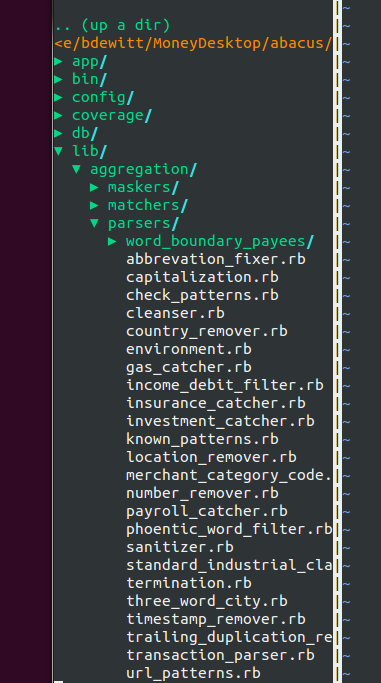 .. (up a dir)
<e/bdewitt/MoneyDesktop/abacus/
▶ app/
▶ bin/
▶ config/
▶ coverage/
▶ db/
▼ lib/
▼ aggregation/
▶ maskers/
▶ matchers/
▼ parsers/
▶ word_boundary_payees/
abbrevation_fixer.rb
capitalization.rb
check_patterns.rb
cleanser.rb
country_remover.rb
environment.rb
gas_catcher.rb
income_debit_filter.rb
insurance_catcher.rb
investment_catcher.rb
known_patterns.rb
location_remover.rb
merchant_category_code.
number_remover.rb
payroll_catcher.rb
phoentic_word_filter.rb
sanitizer.rb
standard_industrial_cla
termination.rb
three_word_city.rb
timestamp_remover.rb
trailing_duplication_re
transaction_parser.rb
url_patterns.rb